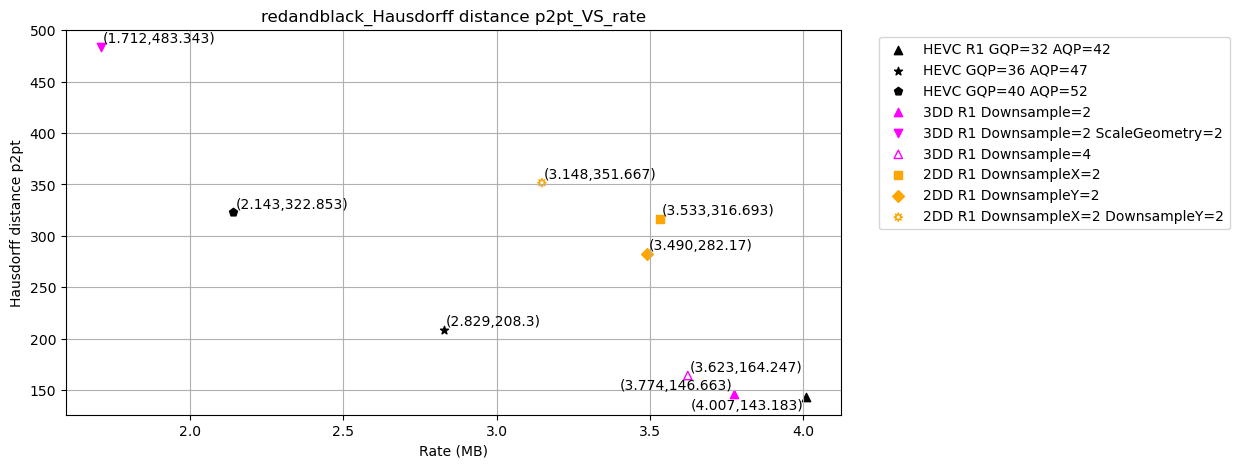 redandblack_Hausdorff distance p2pt_VS_rate
Hausdorff distance p2pt
500
450
400
350
300
250
200
150
(1.712,483.343)
(3.148,351.667)
(2.143,322.853)
(3.533,316.693)
(3.490,282.17)
(2.829,208.3)
(3.623,164.247)
(3.774,146.663)
(4.007,143.183)
2.0
2.5
3.0
3.5
4.0
Rate (MB)
HEVC R1 GQP=32 AQP=42
HEVC GQP=36 AQP=47
HEVC GQP=40 AQP=52
3DD R1 Downsample=2
3DD R1 Downsample=2 ScaleGeometry=2
3DD R1 Downsample=4
2DD R1 DownsampleX=2
2DD R1 DownsampleY=2
2DD R1 DownsampleX=2 DownsampleY=2